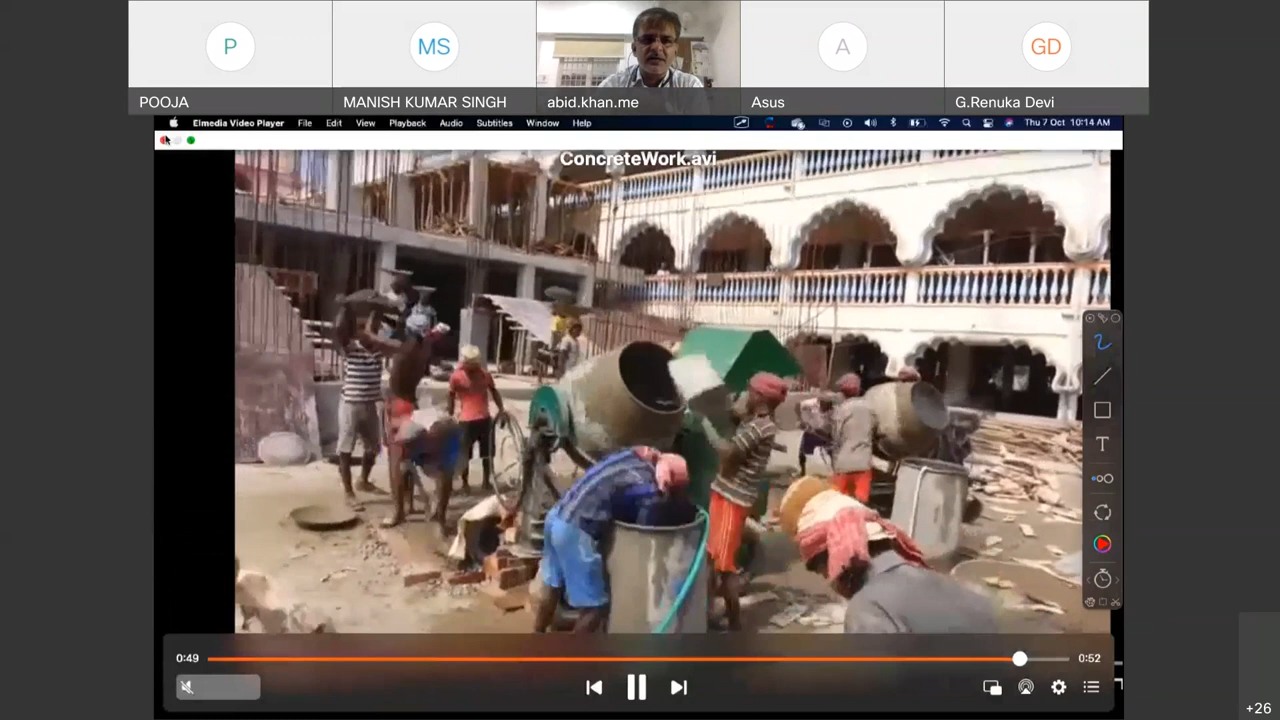 P
MS
A
GD
POOJA
MANISH KUMAR SINGH
abid.khan.me
Asus
G.Renuka Devi
Elmedia Video Player File Edit View Playback Audio Subtitles Window Help
Thu 7 Oct 10:14 AM
ConcreteWork.avi
T
0:49
0:52
+26